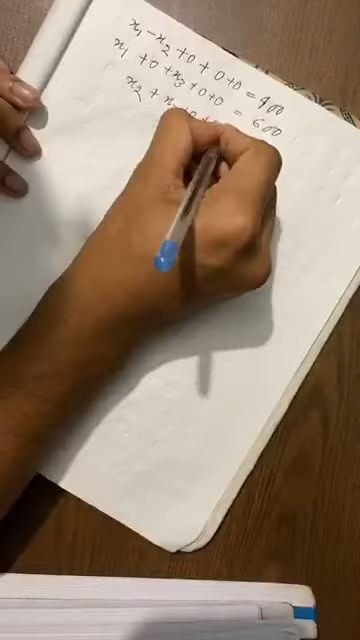 x₁ - x₂ + 0 + 0 + 0 = 400
x₁ + 0 + x₃ + 0 + 0 = 600
x₂ + x